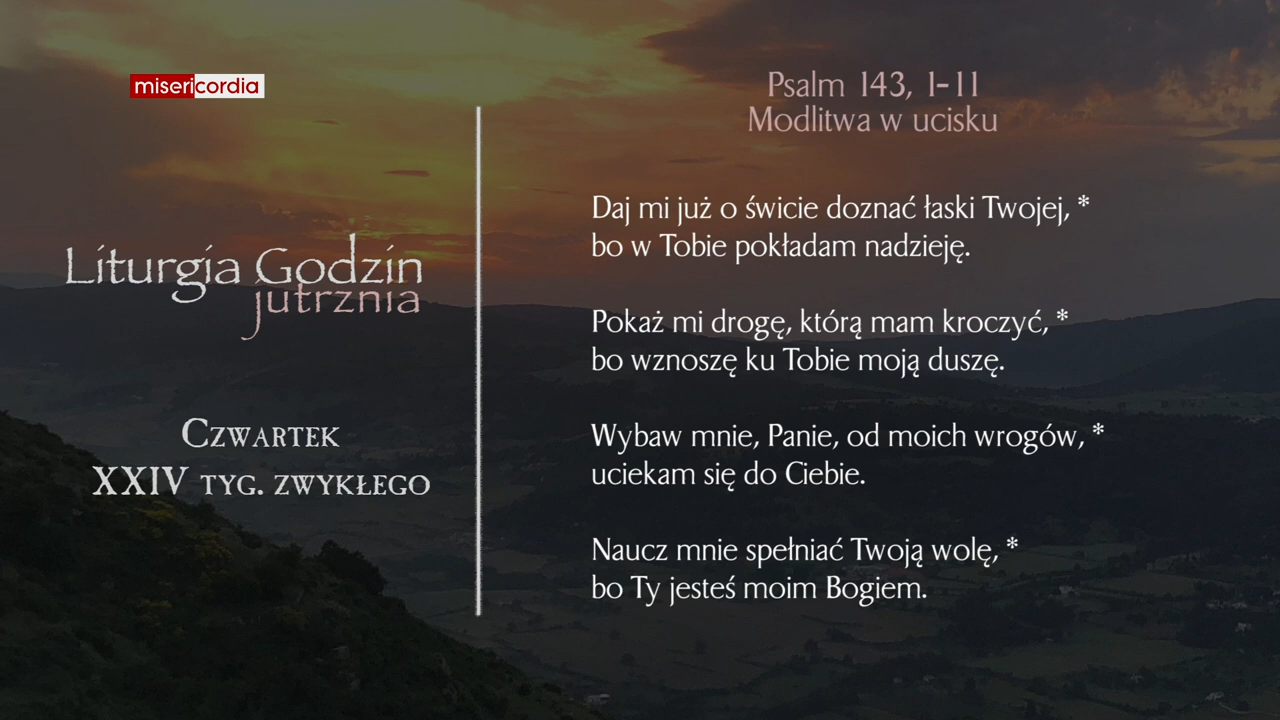 misericordia
Liturgia Godzin
jutrznia
Czwartek
XXIV tyg. zwykłego
Psalm 143, 1-11
Modlitwa w ucisku
Daj mi już o świcie doznać łaski Twojej, *
bo w Tobie pokładam nadzieję.
Pokaż mi drogę, którą mam kroczyć, *
bo wznoszę ku Tobie moją duszę.
Wybaw mnie, Panie, od moich wrogów, *
uciekam się do Ciebie.
Naucz mnie spełniać Twoją wolę, *
bo Ty jesteś moim Bogiem.